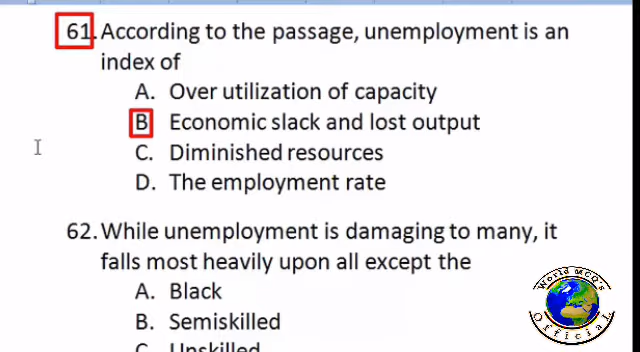 61. According to the passage, unemployment is an
index of
A. Over utilization of capacity
B Economic slack and lost output
C. Diminished resources
D. The employment rate
62. While unemployment is damaging to many, it
falls most heavily upon all except the
A. Black
B. Semiskilled
C. Unskilled
World MCQ's
Official